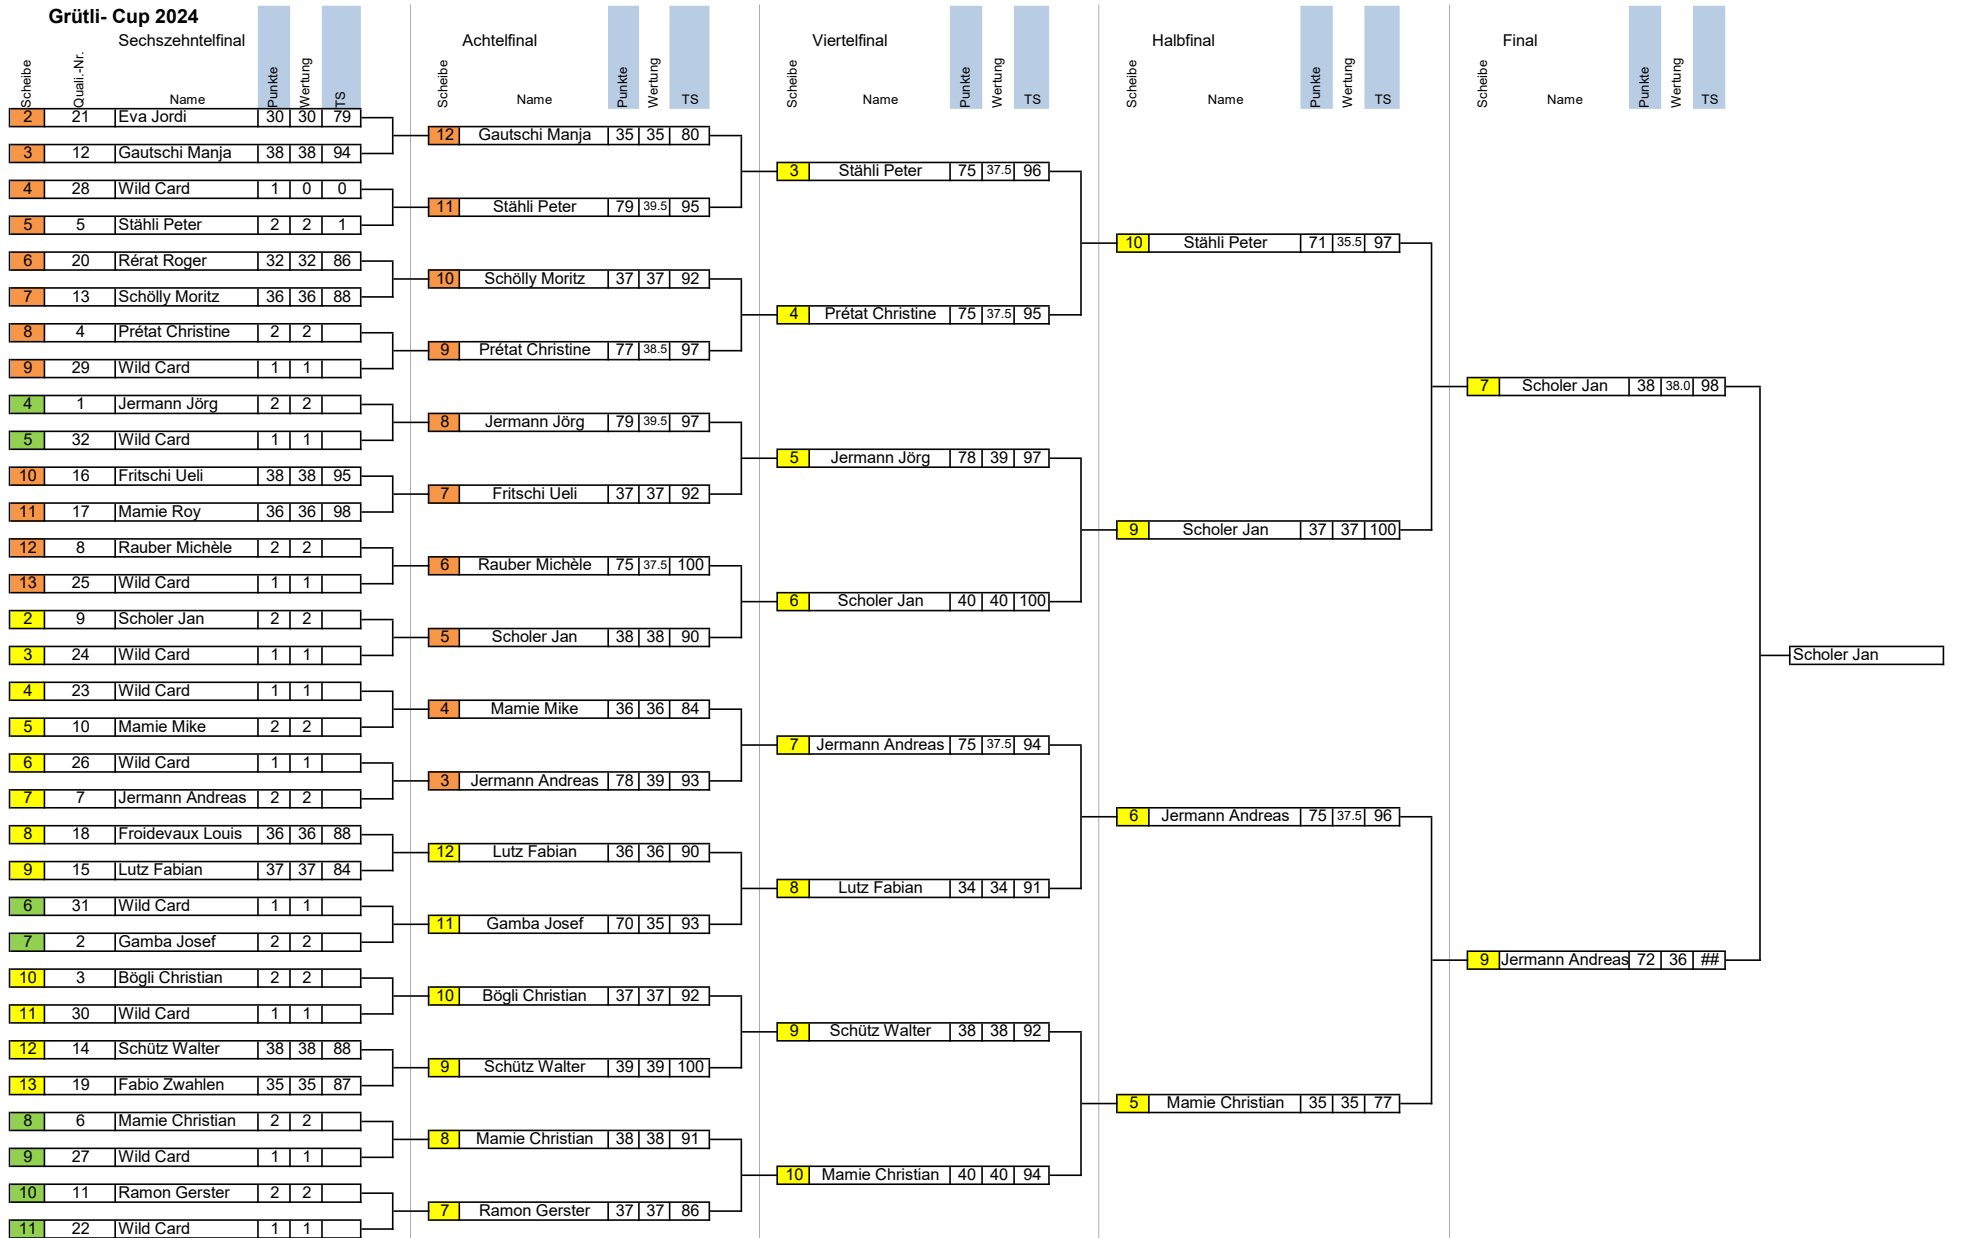 Grütli- Cup 2024
Sechszehntelfinal
Achtelfinal
Viertelfinal
Halbfinal
Final
Scheibe Quali.-Nr. Name Punkte Wertung TS
Scheibe Name Punkte Wertung TS
Scheibe Name Punkte Wertung TS
Scheibe Name Punkte Wertung TS
Scheibe Name Punkte Wertung TS
2 21 Eva Jordi 30 30 79
3 12 Gautschi Manja 38 38 94
4 28 Wild Card 1 0 0
5 5 Stähli Peter 2 2 1
6 20 Rérat Roger 32 32 86
7 13 Schölly Moritz 36 36 88
8 4 Prétat Christine 2 2
9 29 Wild Card 1 1
4 1 Jermann Jörg 2 2
5 32 Wild Card 1 1
10 16 Fritschi Ueli 38 38 95
11 17 Mamie Roy 36 36 98
12 8 Rauber Michèle 2 2
13 25 Wild Card 1 1
2 9 Scholer Jan 2 2
3 24 Wild Card 1 1
4 23 Wild Card 1 1
5 10 Mamie Mike 2 2
6 26 Wild Card 1 1
7 7 Jermann Andreas 2 2
8 18 Froidevaux Louis 36 36 88
9 15 Lutz Fabian 37 37 84
6 31 Wild Card 1 1
7 2 Gamba Josef 2 2
10 3 Bögli Christian 2 2
11 30 Wild Card 1 1
12 14 Schütz Walter 38 38 88
13 19 Fabio Zwahlen 35 35 87
8 6 Mamie Christian 2 2
9 27 Wild Card 1 1
10 11 Ramon Gerster 2 2
11 22 Wild Card 1 1
12 Gautschi Manja 35 35 80
11 Stähli Peter 79 39.5 95
10 Schölly Moritz 37 37 92
9 Prétat Christine 77 38.5 97
8 Jermann Jörg 79 39.5 97
7 Fritschi Ueli 37 37 92
6 Rauber Michèle 75 37.5 100
5 Scholer Jan 38 38 90
4 Mamie Mike 36 36 84
3 Jermann Andreas 78 39 93
12 Lutz Fabian 36 36 90
11 Gamba Josef 70 35 93
10 Bögli Christian 37 37 92
9 Schütz Walter 39 39 100
8 Mamie Christian 38 38 91
7 Ramon Gerster 37 37 86
3 Stähli Peter 75 37.5 96
4 Prétat Christine 75 37.5 95
5 Jermann Jörg 78 39 97
6 Scholer Jan 40 40 100
7 Jermann Andreas 75 37.5 94
8 Lutz Fabian 34 34 91
9 Schütz Walter 38 38 92
10 Mamie Christian 40 40 94
10 Stähli Peter 71 35.5 97
9 Scholer Jan 37 37 100
6 Jermann Andreas 75 37.5 96
5 Mamie Christian 35 35 77
7 Scholer Jan 38 38.0 98
9 Jermann Andreas 72 36 ##
Scholer Jan